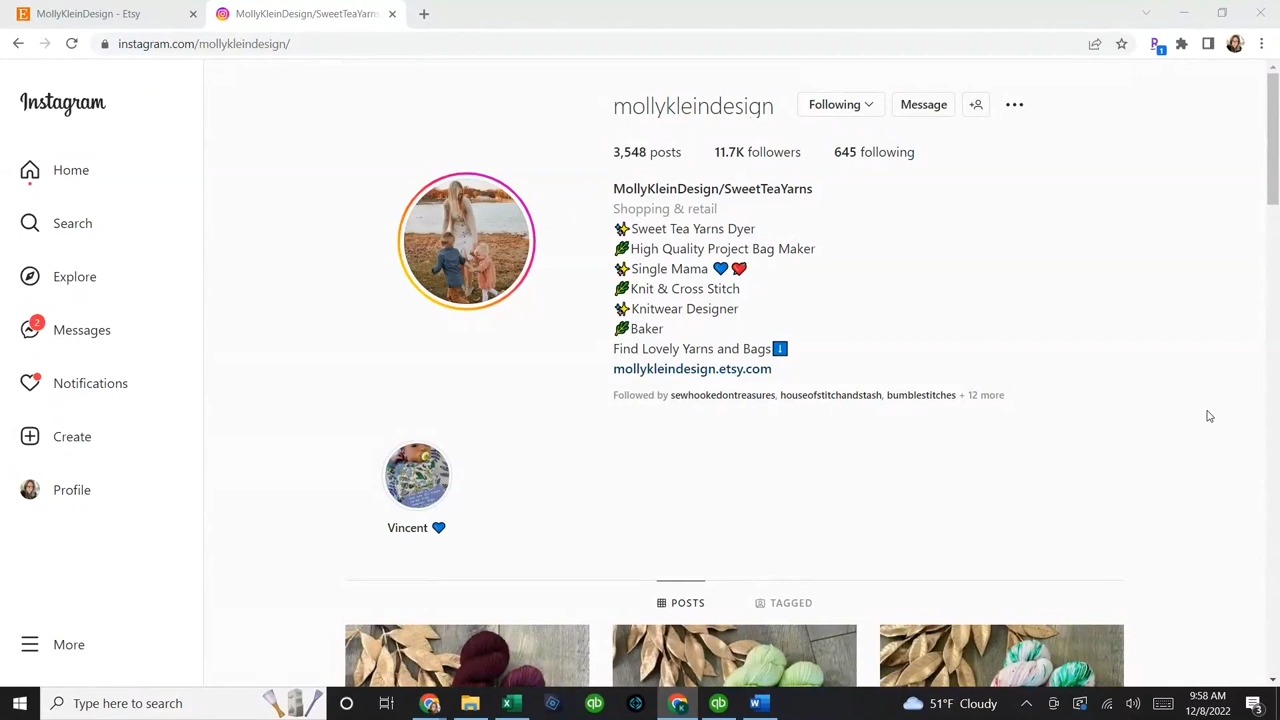 MollyKleinDesign - Etsy
MollyKleinDesign/SweetTeaYarns
instagram.com/mollykleindesign/
1
Instagram
mollykleindesign Following Message
3,548 posts 11.7K followers 645 following
MollyKleinDesign/SweetTeaYarns
Shopping & retail
✨Sweet Tea Yarns Dyer
🌿High Quality Project Bag Maker
✨Single Mama 💙❤️
🌿Knit & Cross Stitch
✨Knitwear Designer
🌿Baker
Find Lovely Yarns and Bags⬇️
mollykleindesign.etsy.com
Followed by sewhookedontreasures, houseofstitchandstash, bumblestitches + 12 more
Home
Search
Explore
2
Messages
Notifications
Create
Profile
More
Vincent 💙
POSTS TAGGED
Type here to search
51°F Cloudy
9:58 AM
12/8/2022
3